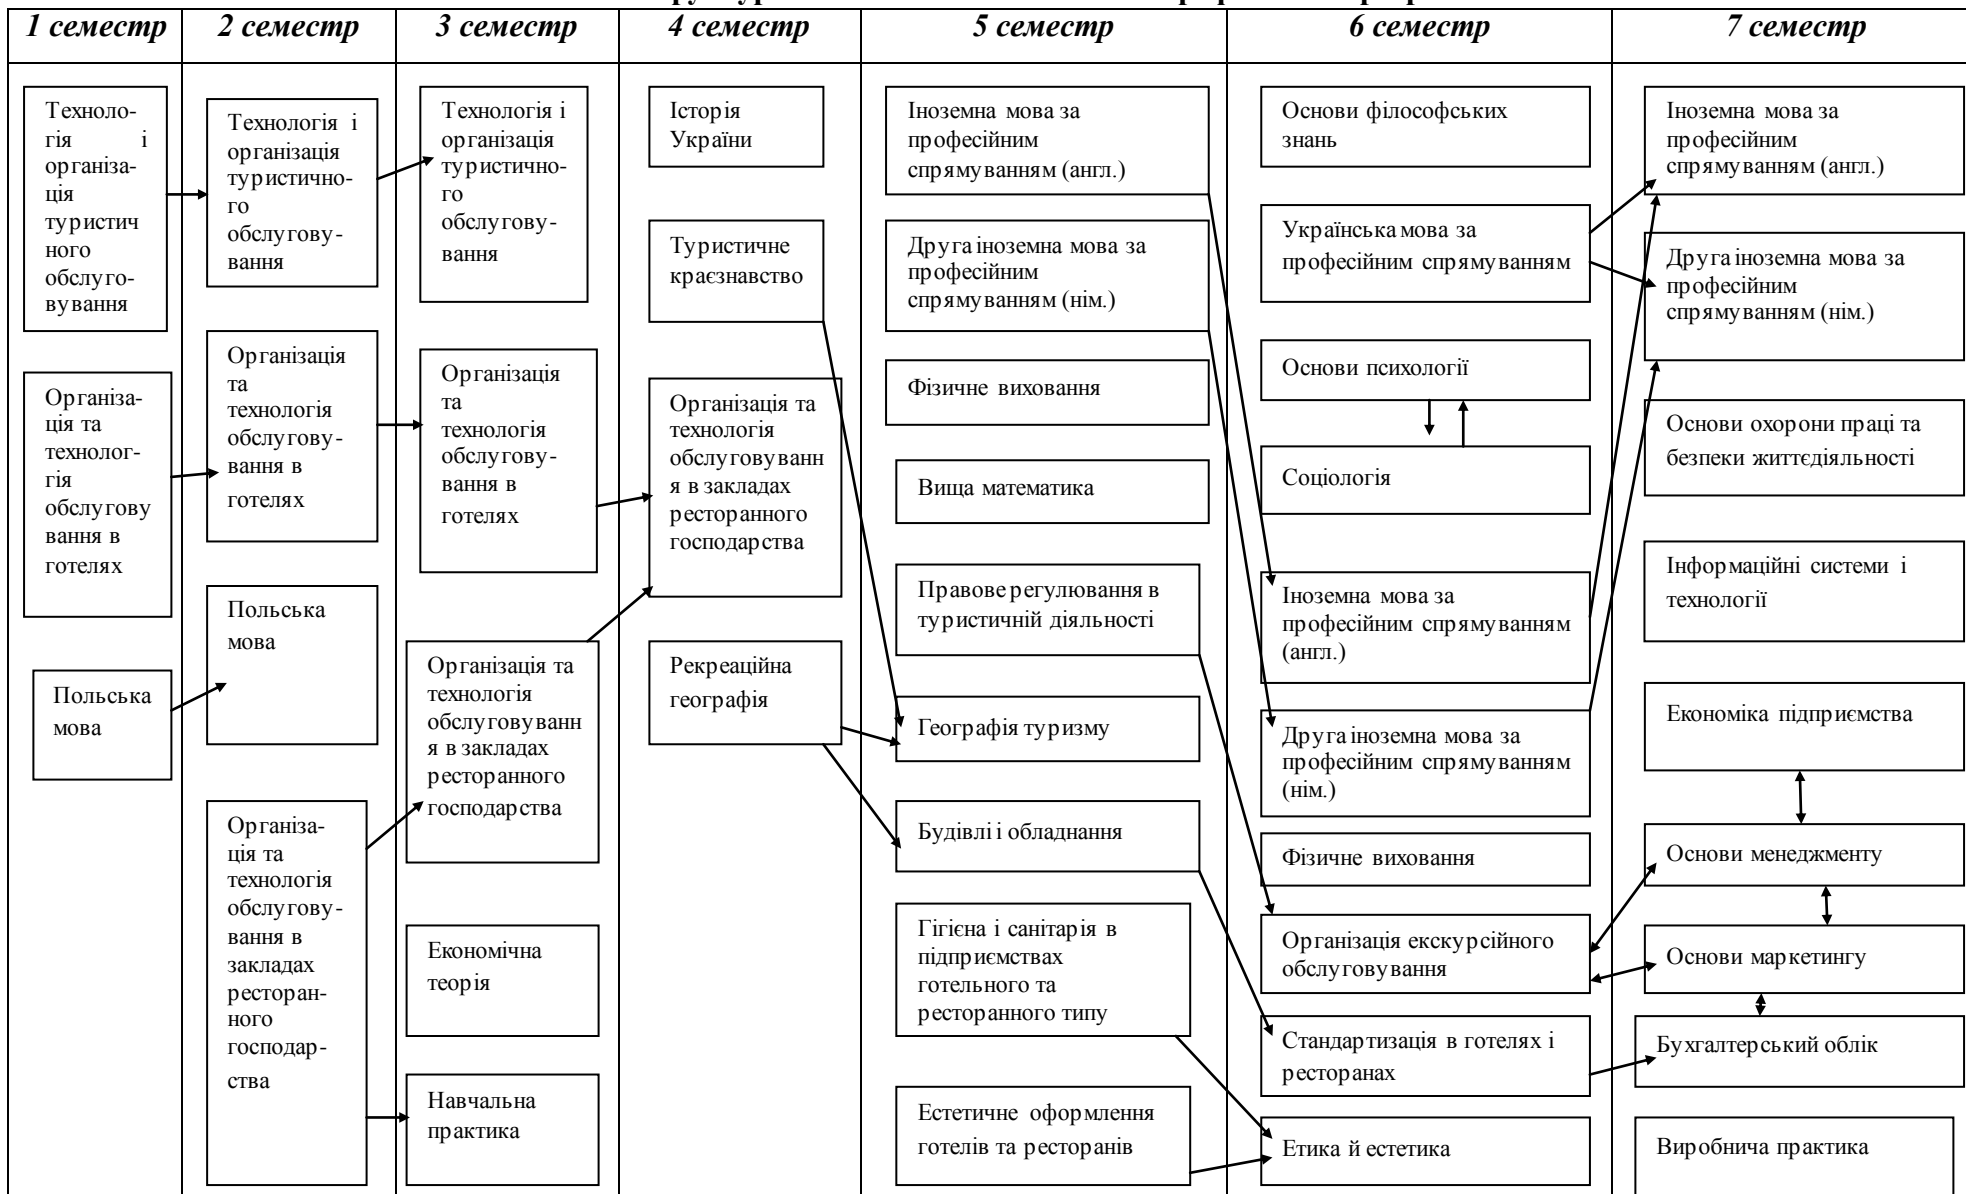 1 семестр
2 семестр
3 семестр
4 семестр
5 семестр
6 семестр
7 семестр
Техноло-
гія і
організа-
ція
туристич
ного
обслуго-
вування
Організа-
ція та
технолог-
гія
обслугову
вання в
готелях
Польська
мова
Технологія і
організація
туристично-
го
обслугову-
вання
Організація
та
технологія
обслугову-
вання в
готелях
Польська
мова
Організа-
ція та
технологія
обслугову-
вання в
закладах
ресторан-
ного
господар-
ства
Технологія і
організація
туристично-
го
обслугову-
вання
Організація
та
технологія
обслугову-
вання в
готелях
Організація та
технологія
обслуговуванн
я в закладах
ресторанного
господарства
Економічна
теорія
Навчальна
практика
Історія
України
Туристичне
краєзнавство
Організація та
технологія
обслуговуванн
я в закладах
ресторанного
господарства
Рекреаційна
географія
Іноземна мова за
професійним
спрямуванням (англ.)
Друга іноземна мова за
професійним
спрямуванням (нім.)
Фізичне виховання
Вища математика
Правове регулювання в
туристичній діяльності
Географія туризму
Будівлі і обладнання
Гігієна і санітарія в
підприємствах
готельного та
ресторанного типу
Естетичне оформлення
готелів та ресторанів
Основи філософських
знань
Українська мова за
професійним спрямуванням
Основи психології
Соціологія
Іноземна мова за
професійним спрямуванням
(англ.)
Друга іноземна мова за
професійним спрямуванням
(нім.)
Фізичне виховання
Організація екскурсійного
обслуговування
Стандартизація в готелях і
ресторанах
Етика й естетика
Іноземна мова за
професійним
спрямуванням (англ.)
Друга іноземна мова за
професійним
спрямуванням (нім.)
Основи охорони праці та
безпеки життєдіяльності
Інформаційні системи і
технології
Економіка підприємства
Основи менеджменту
Основи маркетингу
Бухгалтерський облік
Виробнича практика